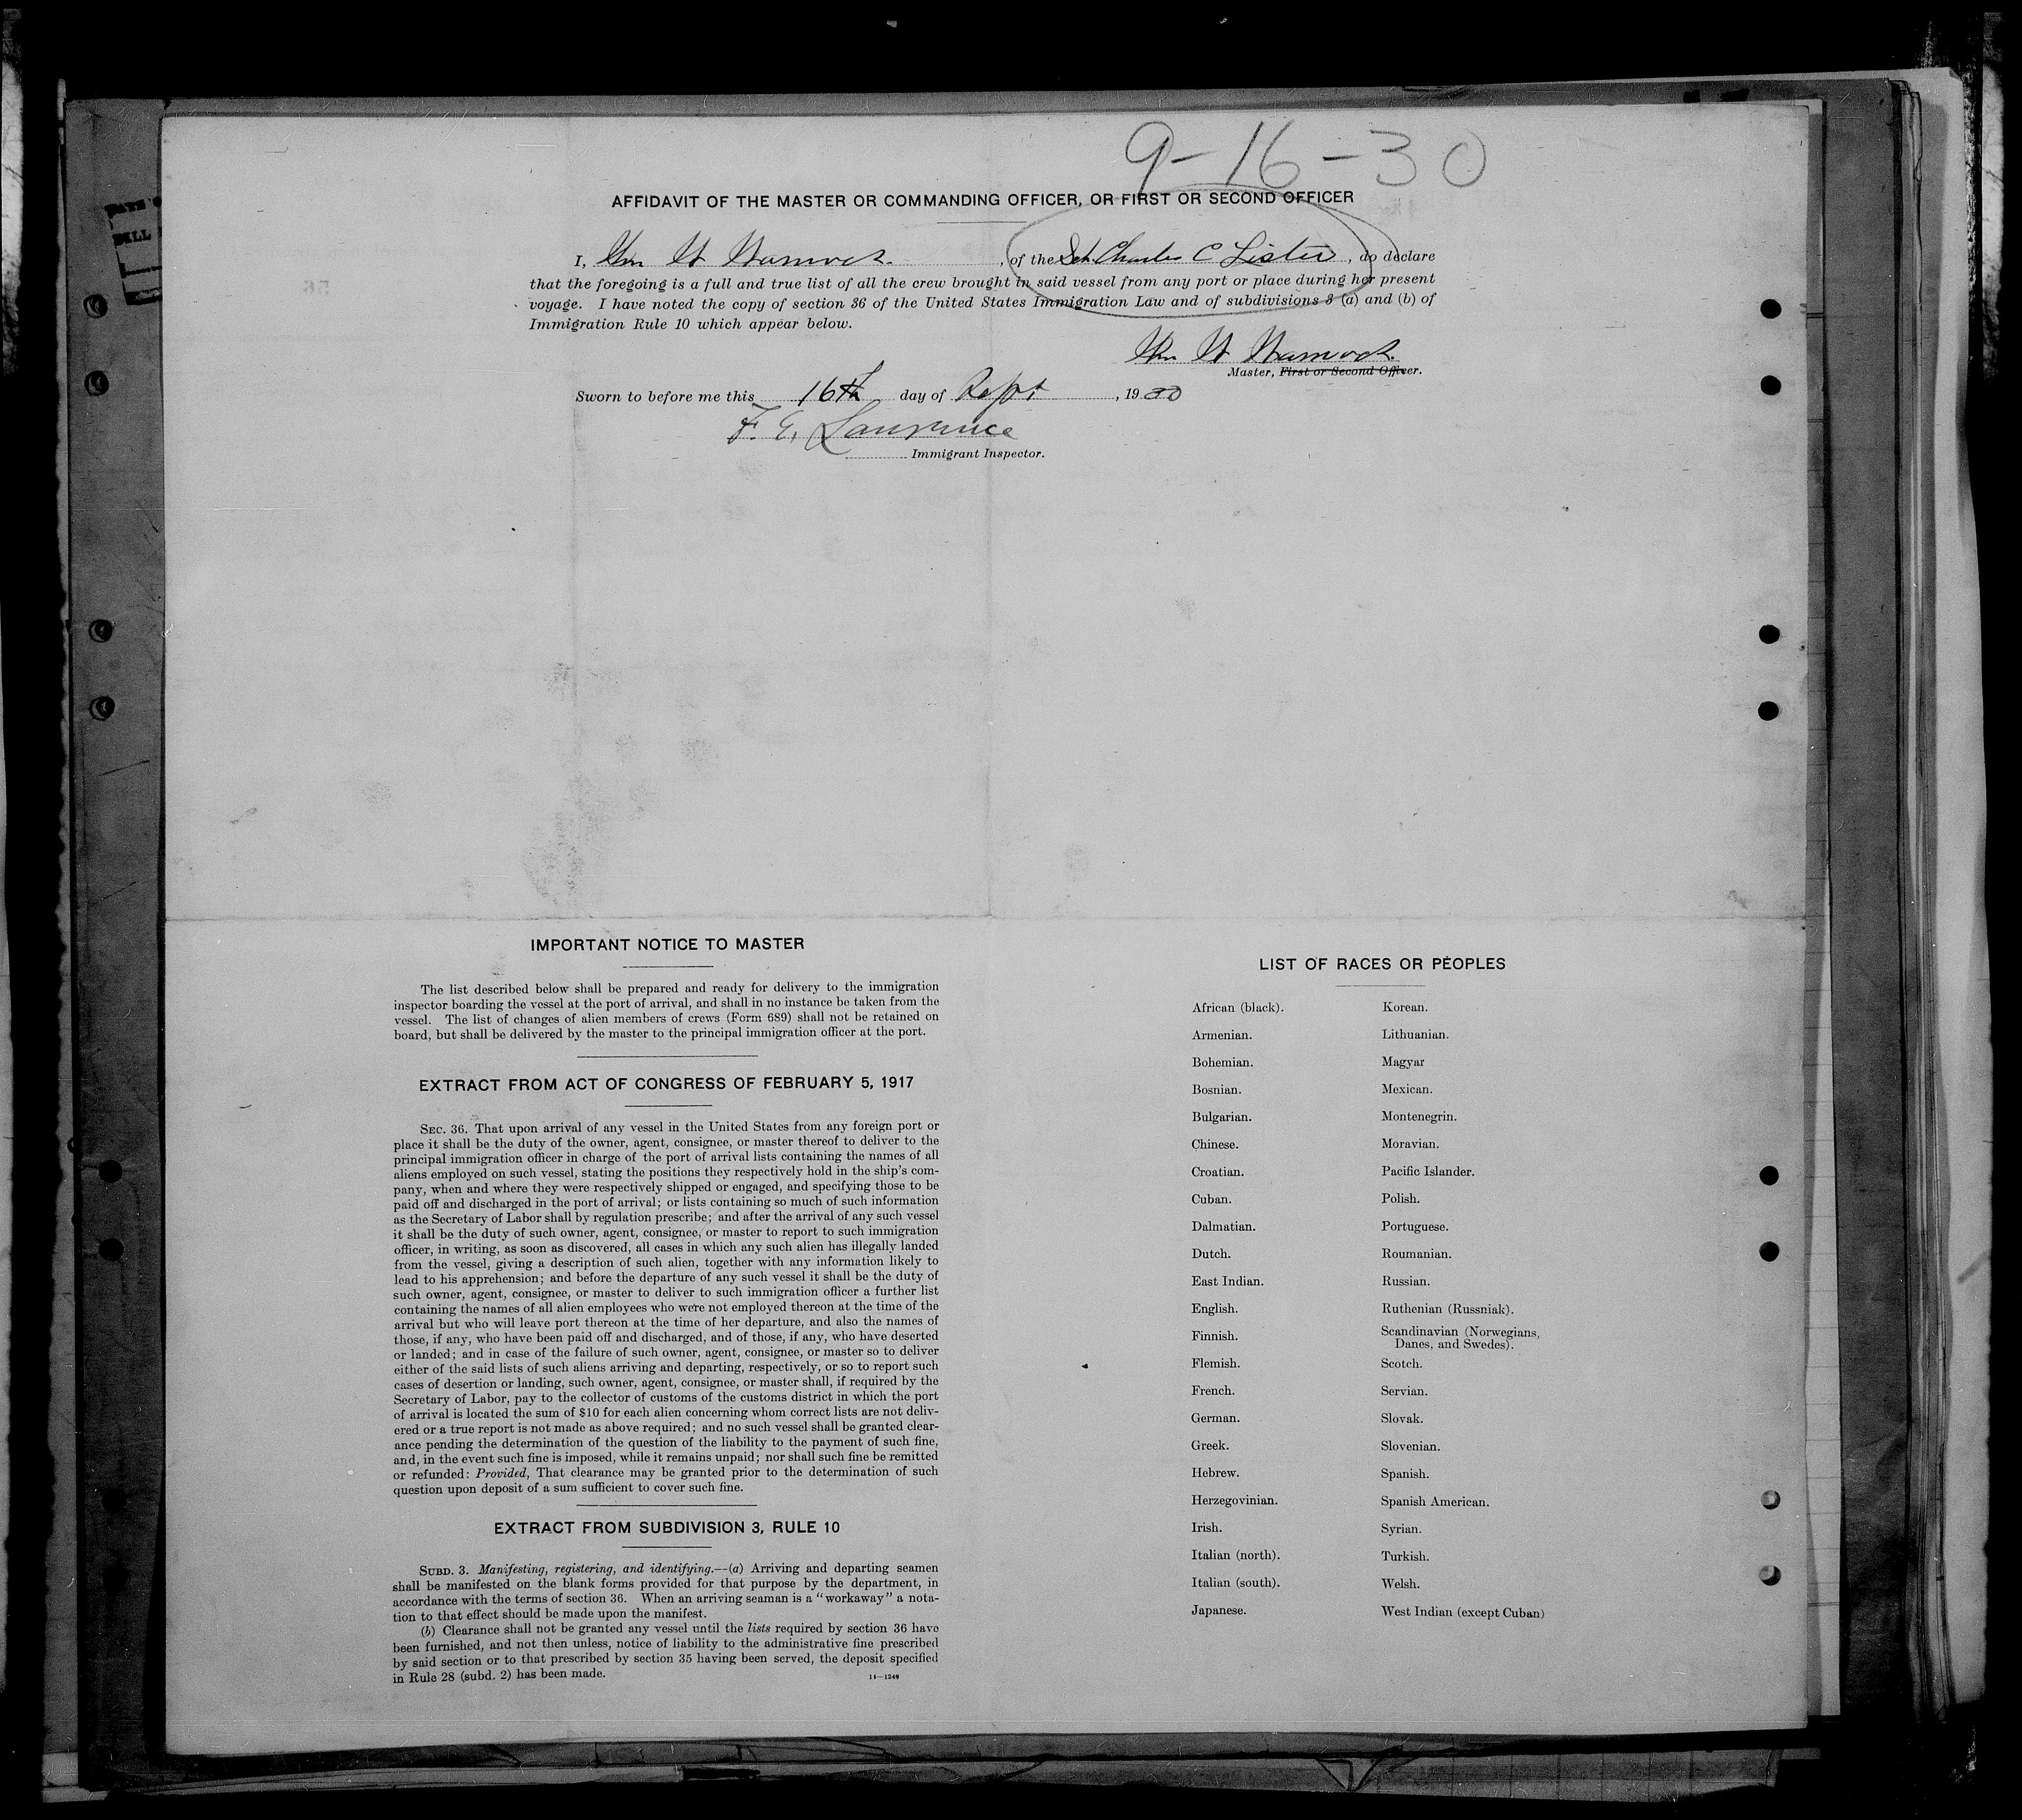 9-16-30
AFFIDAVIT OF THE MASTER OR COMMANDING OFFICER, OR FIRST OR SECOND OFFICER
I, Wm H Warnock, of the Sch. Charles C Lister, do declare
that the foregoing is a full and true list of all the crew brought in said vessel from any port or place during her present
voyage. I have noted the copy of section 36 of the United States Immigration Law and of subdivisions 3 (a) and (b) of
Immigration Rule 10 which appear below.
Wm H Warnock.
Master, First or Second Officer.
Sworn to before me this 16th day of Sept, 1930
F. E. Lawrence
Immigrant Inspector.
IMPORTANT NOTICE TO MASTER
The list described below shall be prepared and ready for delivery to the immigration
inspector boarding the vessel at the port of arrival, and shall in no instance be taken from the
vessel. The list of changes of alien members of crews (Form 689) shall not be retained on
board, but shall be delivered by the master to the principal immigration officer at the port.
EXTRACT FROM ACT OF CONGRESS OF FEBRUARY 5, 1917
SEC. 36. That upon arrival of any vessel in the United States from any foreign port or
place it shall be the duty of the owner, agent, consignee, or master thereof to deliver to the
principal immigration officer in charge of the port of arrival lists containing the names of all
aliens employed on such vessel, stating the positions they respectively hold in the ship's com-
pany, when and where they were respectively shipped or engaged, and specifying those to be
paid off and discharged in the port of arrival; or lists containing so much of such information
as the Secretary of Labor shall by regulation prescribe; and after the arrival of any such vessel
it shall be the duty of such owner, agent, consignee, or master to report to such immigration
officer, in writing, as soon as discovered, all cases in which any such alien has illegally landed
from the vessel, giving a description of such alien, together with any information likely to
lead to his apprehension; and before the departure of any such vessel it shall be the duty of
such owner, agent, consignee, or master to deliver to such immigration officer a further list
containing the names of all alien employees who were not employed thereon at the time of the
arrival but who will leave port thereon at the time of her departure, and also the names of
those, if any, who have been paid off and discharged, and of those, if any, who have deserted
or landed; and in case of the failure of such owner, agent, consignee, or master so to deliver
either of the said lists of such aliens arriving and departing, respectively, or so to report such
cases of desertion or landing, such owner, agent, consignee, or master shall, if required by the
Secretary of Labor, pay to the collector of customs of the customs district in which the port
of arrival is located the sum of $10 for each alien concerning whom correct lists are not deliv-
ered or a true report is not made as above required; and no such vessel shall be granted clear-
ance pending the determination of the question of the liability to the payment of such fine,
and, in the event such fine is imposed, while it remains unpaid; nor shall such fine be remitted
or refunded: Provided, That clearance may be granted prior to the determination of such
question upon deposit of a sum sufficient to cover such fine.
EXTRACT FROM SUBDIVISION 3, RULE 10
SUBD. 3. Manifesting, registering, and identifying.--(a) Arriving and departing seamen
shall be manifested on the blank forms provided for that purpose by the department, in
accordance with the terms of section 36. When an arriving seaman is a "workaway" a nota-
tion to that effect should be made upon the manifest.
(b) Clearance shall not be granted any vessel until the lists required by section 36 have
been furnished, and not then unless, notice of liability to the administrative fine prescribed
by said section or to that prescribed by section 35 having been served, the deposit specified
in Rule 28 (subd. 2) has been made.
14—1240
LIST OF RACES OR PEOPLES
African (black). Korean.
Armenian. Lithuanian.
Bohemian. Magyar
Bosnian. Mexican.
Bulgarian. Montenegrin.
Chinese. Moravian.
Croatian. Pacific Islander.
Cuban. Polish.
Dalmatian. Portuguese.
Dutch. Roumanian.
East Indian. Russian.
English. Ruthenian (Russniak).
Finnish. Scandinavian (Norwegians,
Danes, and Swedes).
Flemish. Scotch.
French. Servian.
German. Slovak.
Greek. Slovenian.
Hebrew. Spanish.
Herzegovinian. Spanish American.
Irish. Syrian.
Italian (north). Turkish.
Italian (south). Welsh.
Japanese. West Indian (except Cuban)